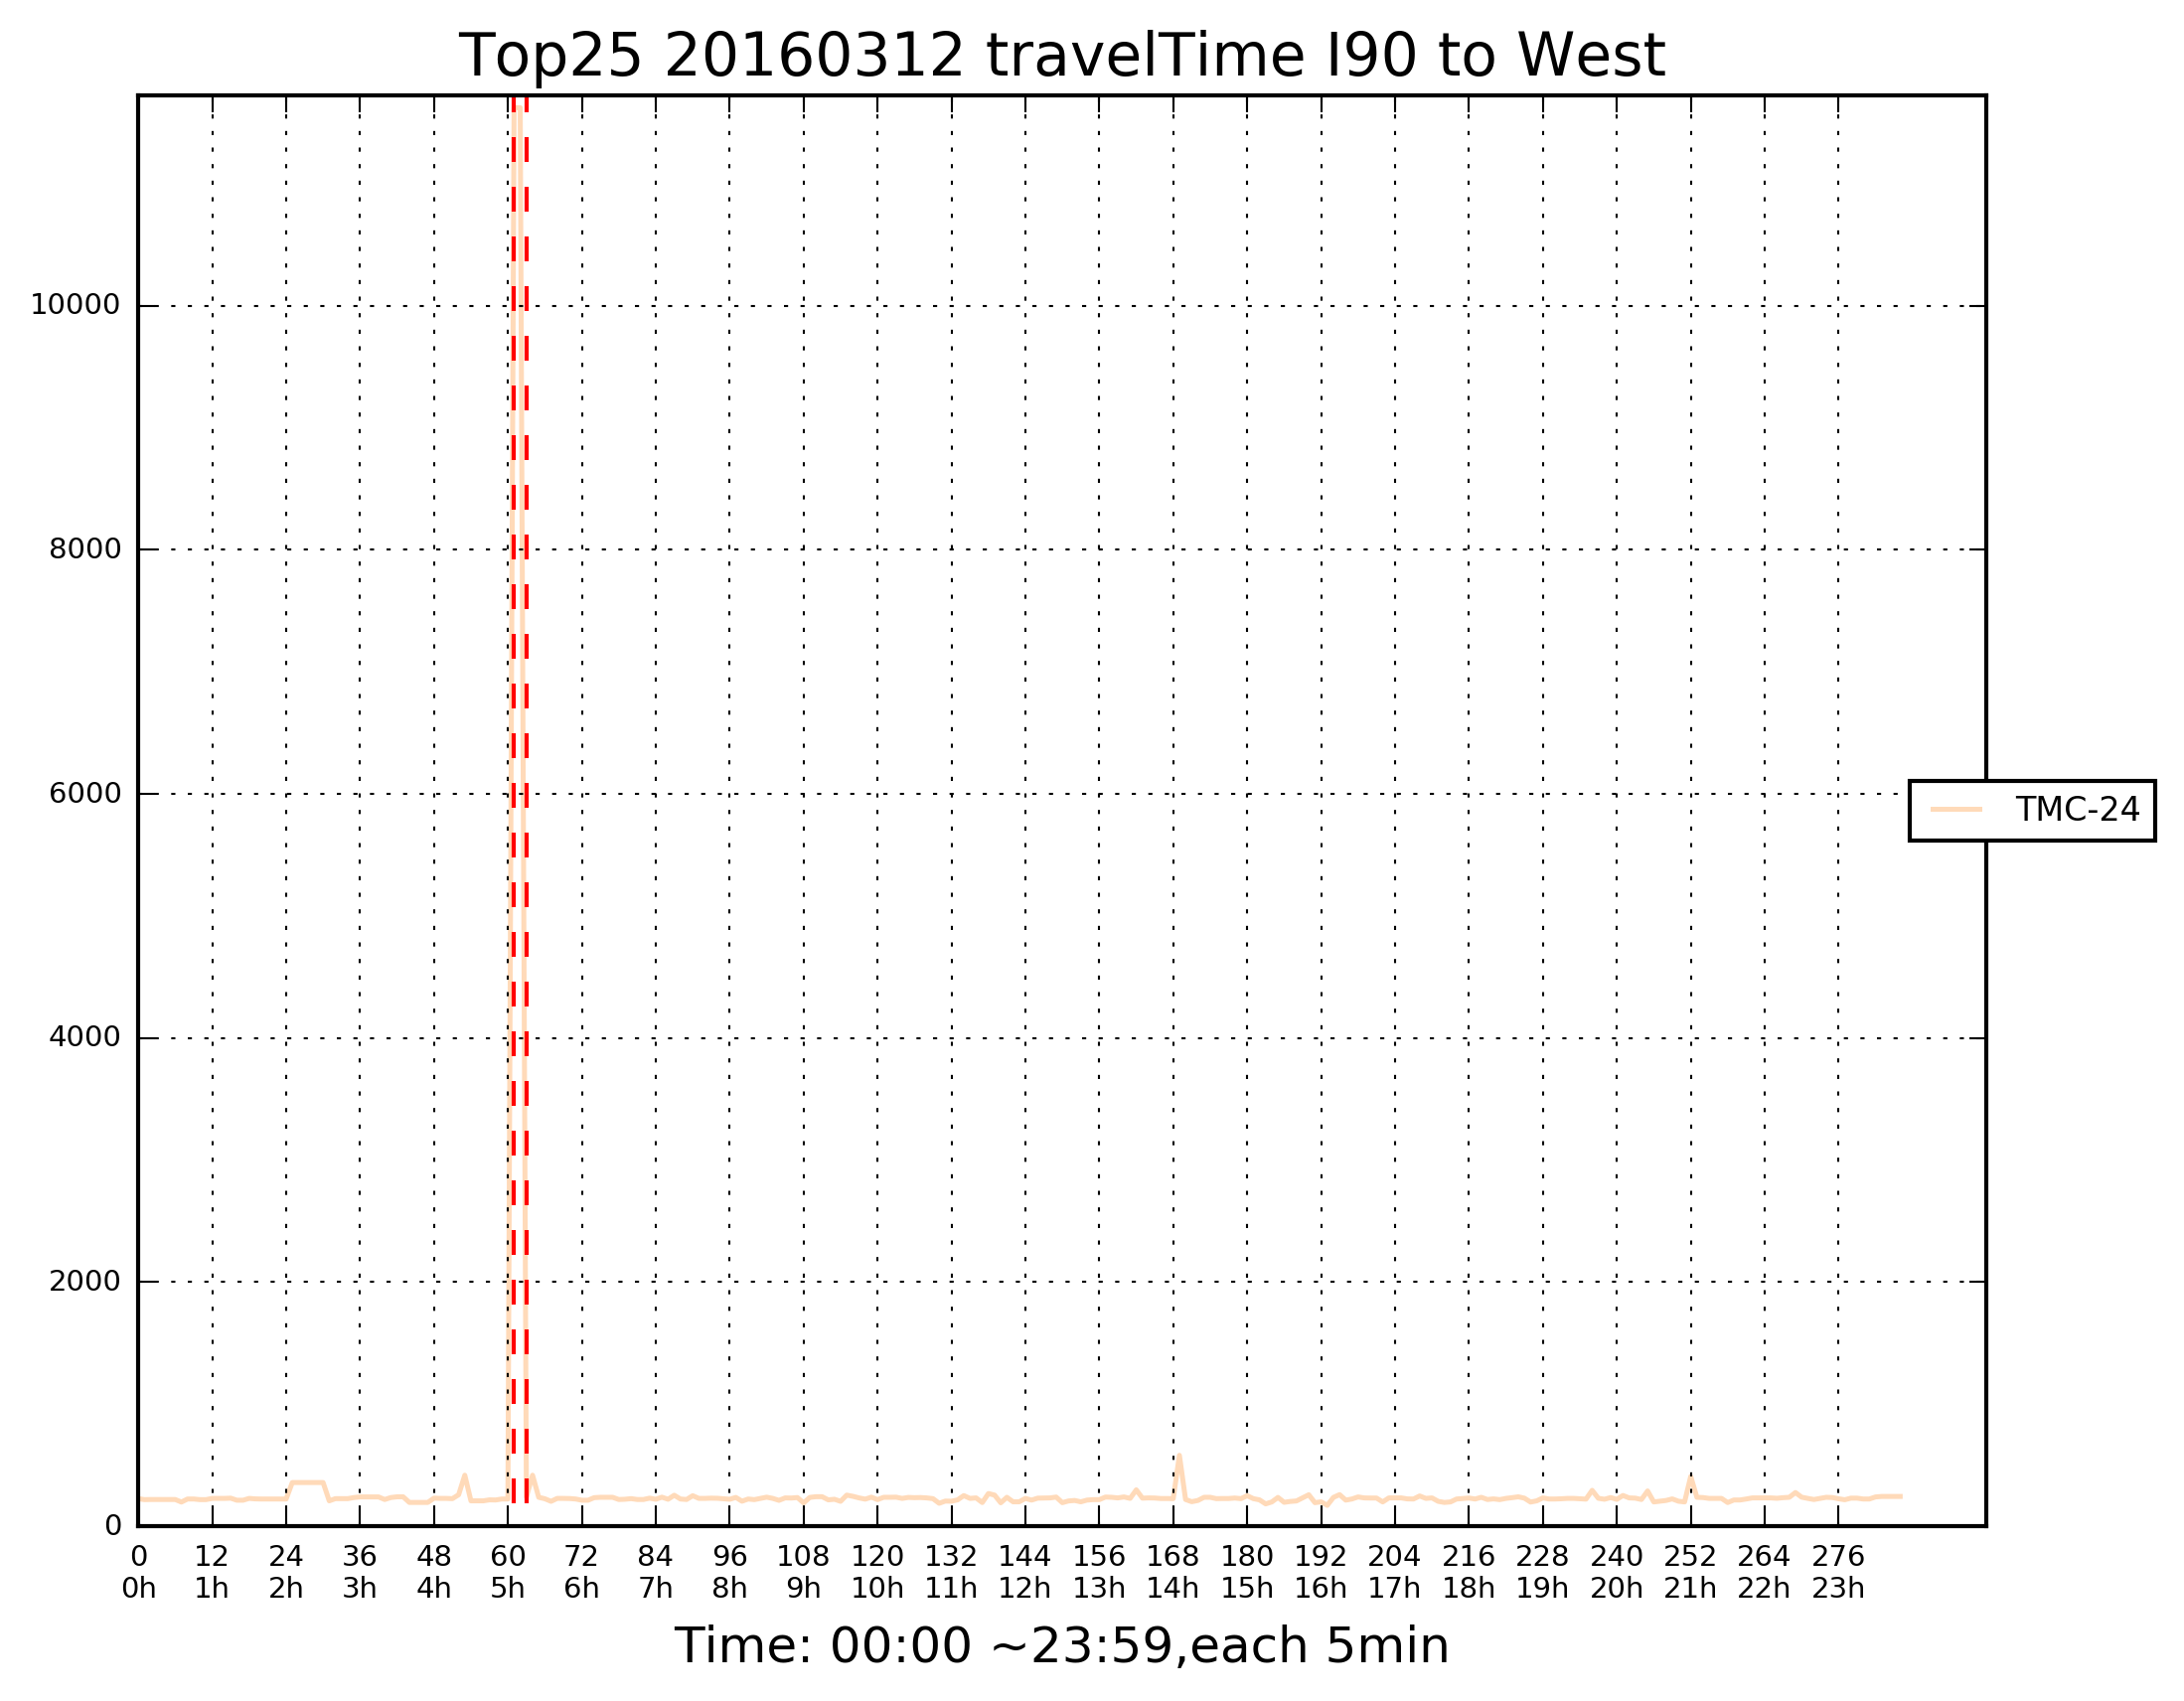 Top25 20160312 travelTime I90 to West
10000
8000
6000
4000
2000
0
TMC-24
0 12 24 36 48 60 72 84 96 108 120 132 144 156 168 180 192 204 216 228 240 252 264 276
0h 1h 2h 3h 4h 5h 6h 7h 8h 9h 10h 11h 12h 13h 14h 15h 16h 17h 18h 19h 20h 21h 22h 23h
Time: 00:00 ~23:59,each 5min